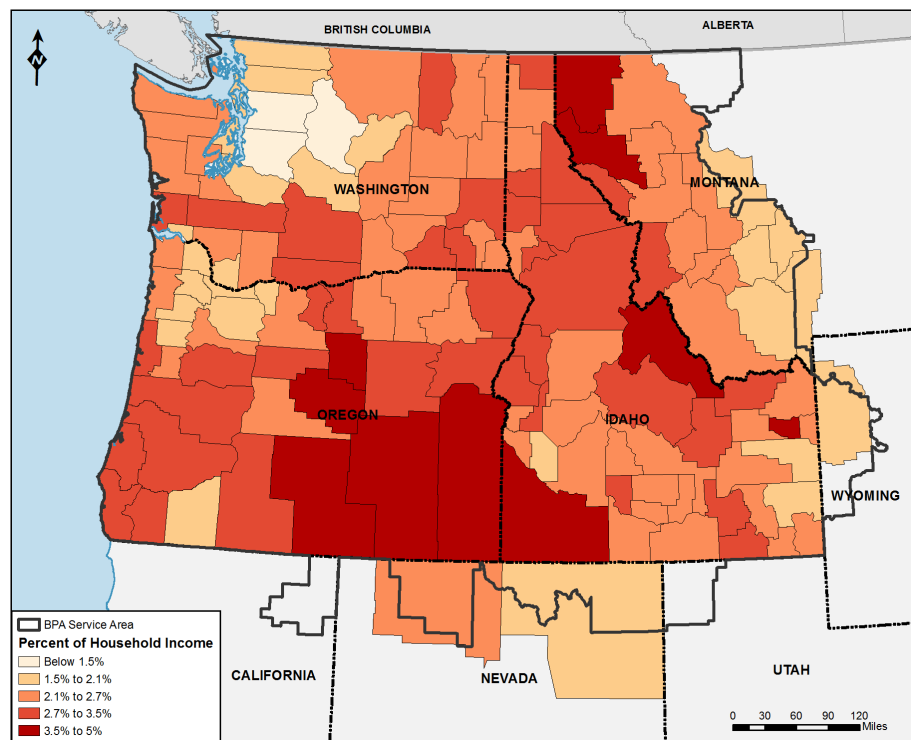 BRITISH COLUMBIA
ALBERTA
N
WASHINGTON
MONTANA
OREGON
IDAHO
WYOMING
CALIFORNIA
NEVADA
UTAH
BPA Service Area
Percent of Household Income
Below 1.5%
1.5% to 2.1%
2.1% to 2.7%
2.7% to 3.5%
3.5% to 5%
0 30 60 90 120
Miles